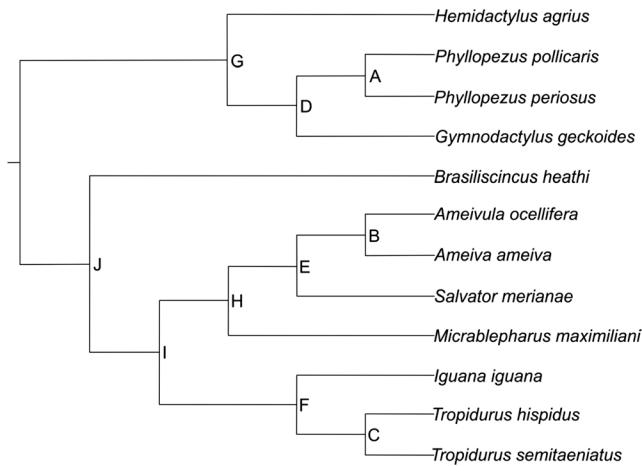 Hemidactylus agrius
Phyllopezus pollicaris
G
A
Phyllopezus periosus
D
Gymnodactylus geckoides
Brasiliscincus heathi
Ameivula ocellifera
B
Ameiva ameiva
J
E
Salvator merianae
H
Micrablepharus maximiliani
I
Iguana iguana
F
Tropidurus hispidus
C
Tropidurus semitaeniatus